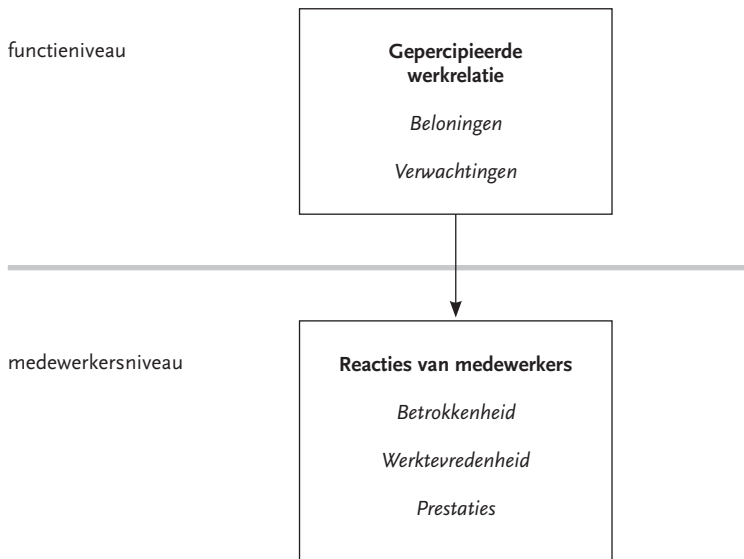 functieniveau
Gepercipieerde
werkrelatie
Beloningen
Verwachtingen
medewerkersniveau
Reacties van medewerkers
Betrokkenheid
Werktevredenheid
Prestaties